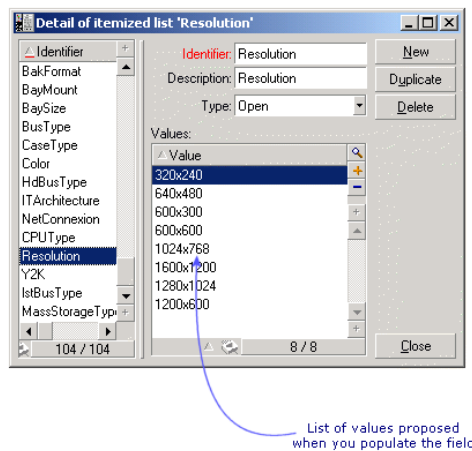 Detail of itemized list 'Resolution'
Identifier
BakFormat
BayMount
BaySize
BusType
CaseType
Color
HdBusType
ITArchitecture
NetConnexion
CPUType
Resolution
Y2K
lstBusType
MassStorageType
104 / 104
Identifier: Resolution
Description: Resolution
Type: Open
Values:
Value
320x240
640x480
600x300
600x600
1024x768
1600x1200
1280x1024
1200x600
8 / 8
New
Duplicate
Delete
Close
List of values proposed
when you populate the field